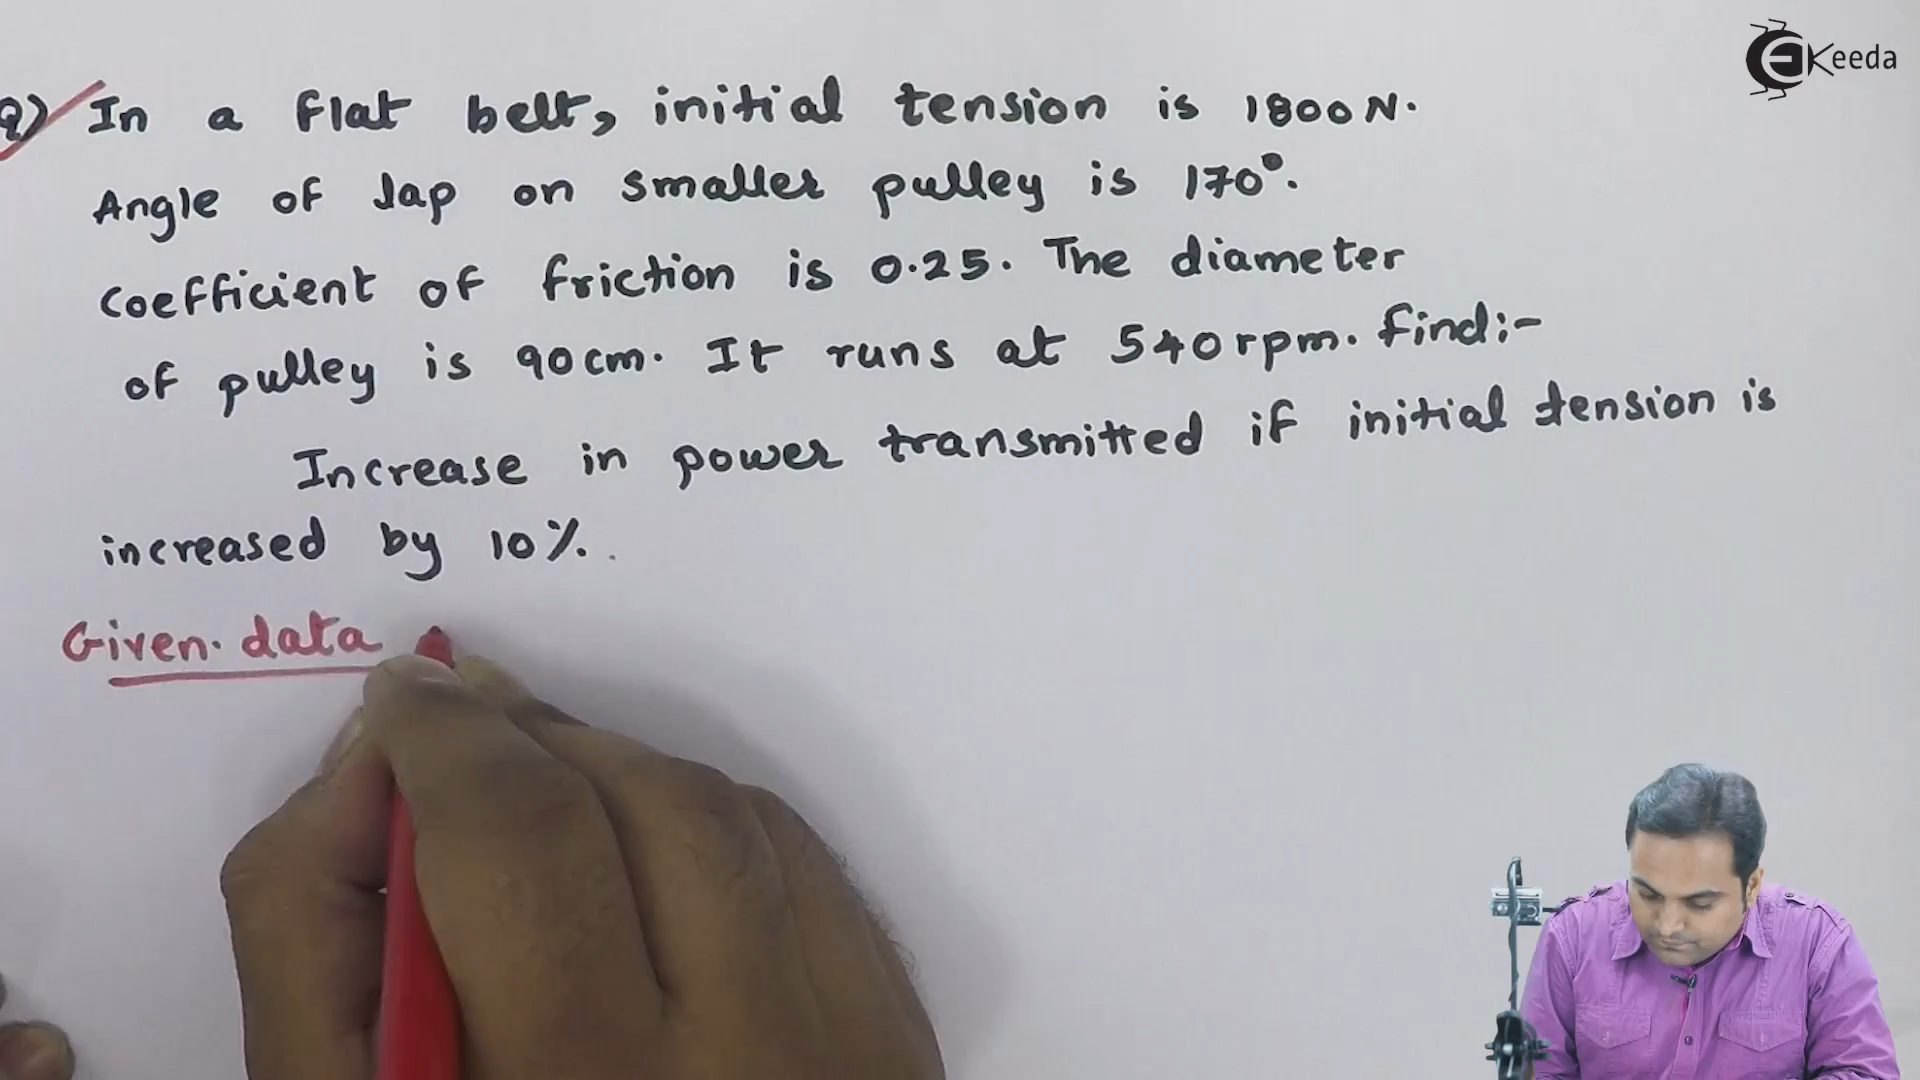 Ekeeda
Q) In a flat belt, initial tension is 1800N.
Angle of lap on smaller pulley is 170°.
Coefficient of friction is 0.25. The diameter
of pulley is 90cm. It runs at 540rpm. Find:-
Increase in power transmitted if initial tension is
increased by 10%.
Given data